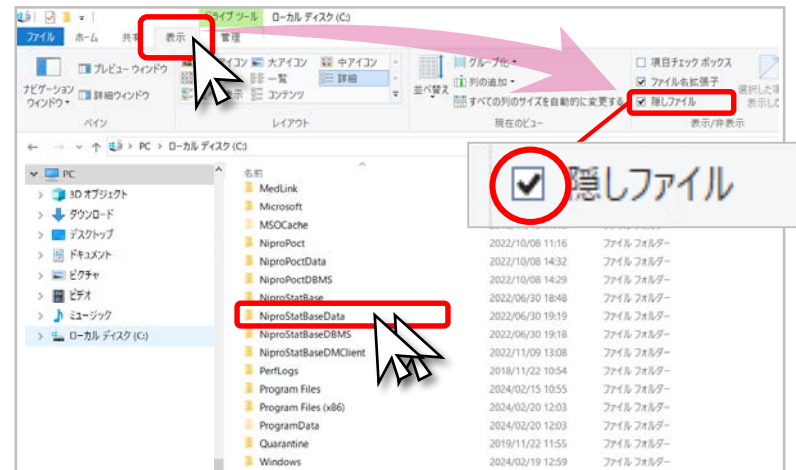 ドライブ ツール ローカル ディスク (C:)
ファイル ホーム 共有 表示 管理
ナビゲーション ウィンドウ
プレビュー ウィンドウ
詳細ウィンドウ
ペイン
大アイコン 中アイコン
一覧 詳細
コンテンツ
レイアウト
並べ替え
グループ化
列の追加
すべての列のサイズを自動的に変更する
現在のビュー
項目チェック ボックス
ファイル名拡張子
隠しファイル
選択した項
表示/非表示
PC > ローカル ディスク (C:)
隠しファイル
PC
3D オブジェクト
ダウンロード
デスクトップ
ドキュメント
ピクチャ
ビデオ
ミュージック
ローカル ディスク (C:)
名前
MedLink
Microsoft
MSOCache
NiproPoct 2022/10/08 11:16 ファイル フォルダー
NiproPoctData 2022/10/08 14:32 ファイル フォルダー
NiproPoctDBMS 2022/10/08 14:29 ファイル フォルダー
NiproStatBase 2022/06/30 18:48 ファイル フォルダー
NiproStatBaseData 2022/06/30 19:19 ファイル フォルダー
NiproStatBaseDBMS 2022/06/30 19:18 ファイル フォルダー
NiproStatBaseDMClient 2022/11/09 13:08 ファイル フォルダー
PerfLogs 2018/11/22 10:54 ファイル フォルダー
Program Files 2024/02/15 10:55 ファイル フォルダー
Program Files (x86) 2024/02/20 12:03 ファイル フォルダー
ProgramData 2024/02/20 12:03 ファイル フォルダー
Quarantine 2019/11/22 11:55 ファイル フォルダー
Windows 2024/02/19 12:59 ファイル フォルダー